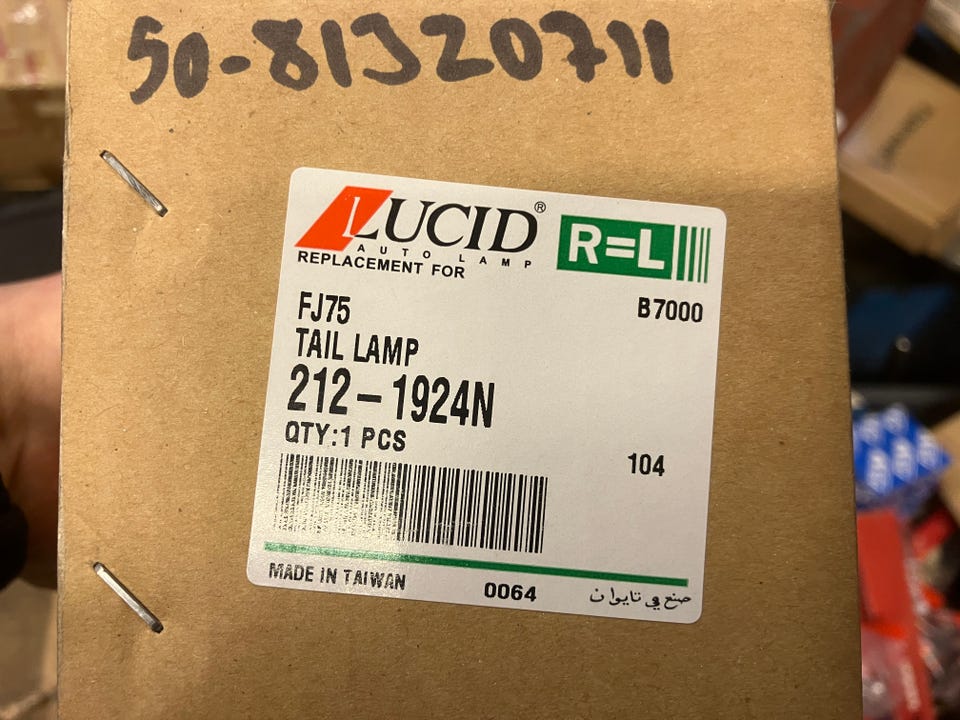 50-81J20711
LUCID®
AUTO LAMP
R=L
REPLACEMENT FOR
FJ75
B7000
TAIL LAMP
212-1924N
QTY:1 PCS
104
MADE IN TAIWAN
0064
صنع في تايوان